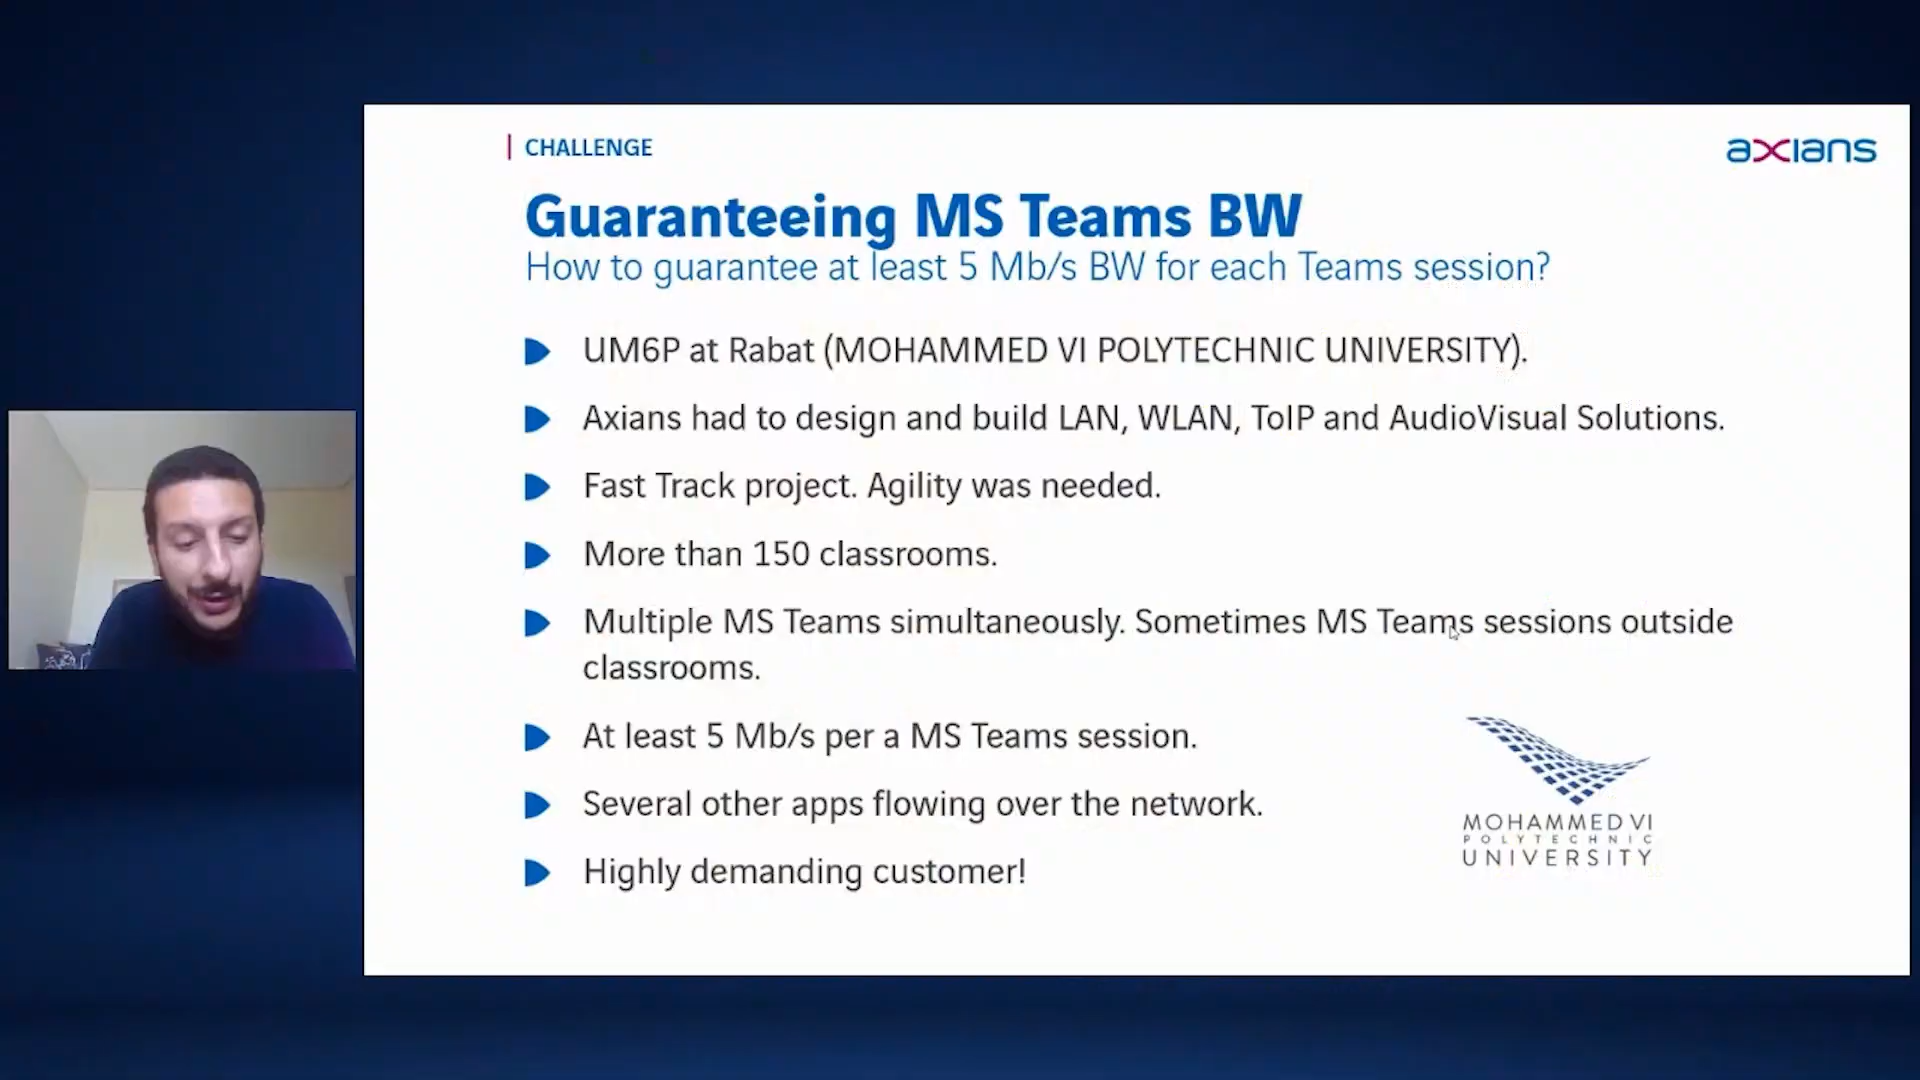 CHALLENGE
axians
Guaranteeing MS Teams BW
How to guarantee at least 5 Mb/s BW for each Teams session?
UM6P at Rabat (MOHAMMED VI POLYTECHNIC UNIVERSITY).
Axians had to design and build LAN, WLAN, ToIP and AudioVisual Solutions.
Fast Track project. Agility was needed.
More than 150 classrooms.
Multiple MS Teams simultaneously. Sometimes MS Teams sessions outside
classrooms.
At least 5 Mb/s per a MS Teams session.
Several other apps flowing over the network.
Highly demanding customer!
MOHAMMED VI
POLYTECHNIC
UNIVERSITY